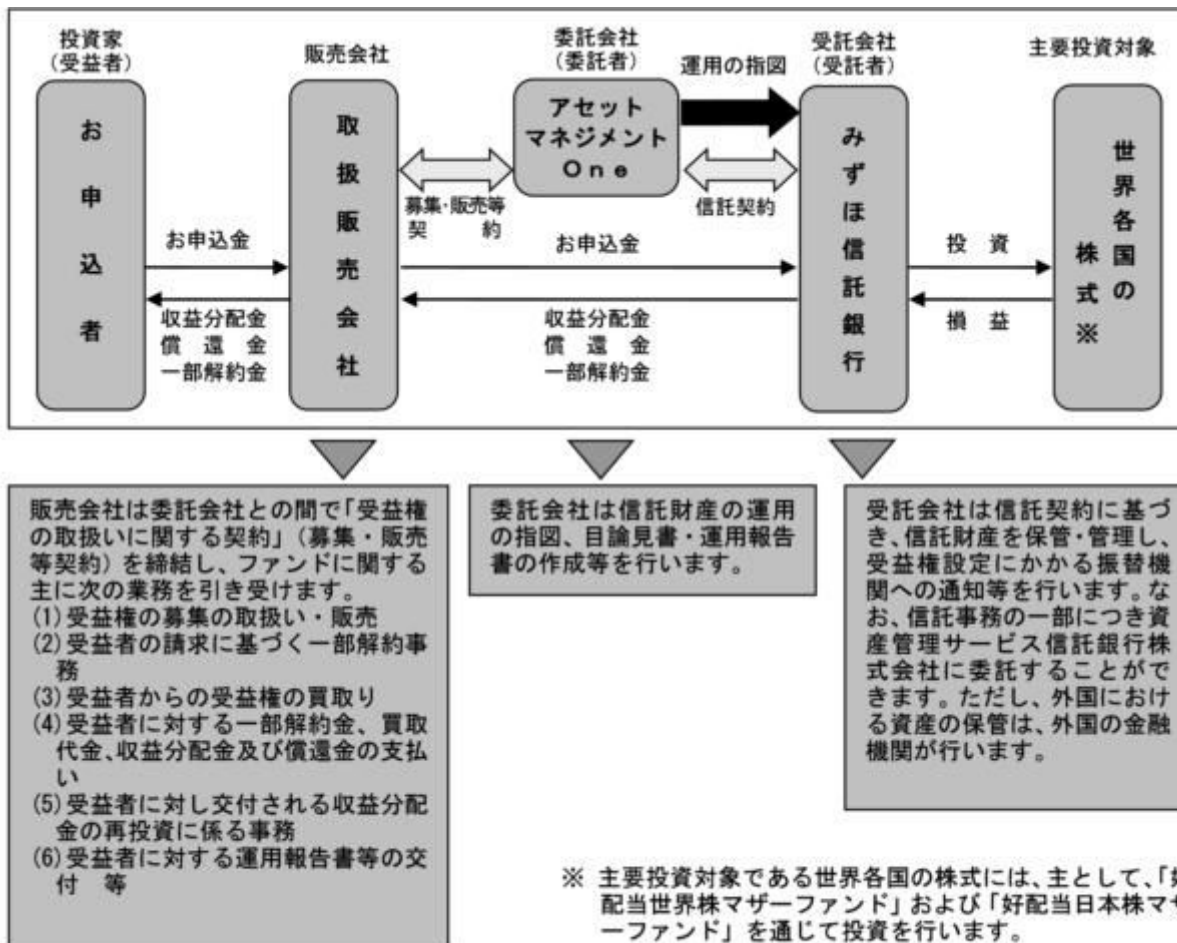 投資家
(受益者)
販売会社
委託会社
(委託者)
運用の指図
受託会社
(受託者)
主要投資対象
お申込者
取扱販売会社
アセット
マネジメント
One
みずほ信託銀行
世界各国の
株式※
募集・販売等
契　約
信託契約
お申込金
お申込金
投　資
収益分配金
償　還　金
一部解約金
収益分配金
償　還　金
一部解約金
損　益
販売会社は委託会社との間で「受益権
の取扱いに関する契約」（募集・販売
等契約）を締結し、ファンドに関する
主に次の業務を引き受けます。
(1)受益権の募集の取扱い・販売
(2)受益者の請求に基づく一部解約事
務
(3)受益者からの受益権の買取り
(4)受益者に対する一部解約金、買取
代金、収益分配金及び償還金の支払
い
(5)受益者に対し交付される収益分配
金の再投資に係る事務
(6)受益者に対する運用報告書等の交
付　等
委託会社は信託財産の運用
の指図、目論見書・運用報告
書の作成等を行います。
受託会社は信託契約に基づ
き、信託財産を保管・管理し、
受益権設定にかかる振替機
関への通知等を行います。な
お、信託事務の一部につき資
産管理サービス信託銀行株
式会社に委託することがで
きます。ただし、外国におけ
る資産の保管は、外国の金融
機関が行います。
※ 主要投資対象である世界各国の株式には、主として、「好
配当世界株マザーファンド」および「好配当日本株マザ
ーファンド」を通じて投資を行います。